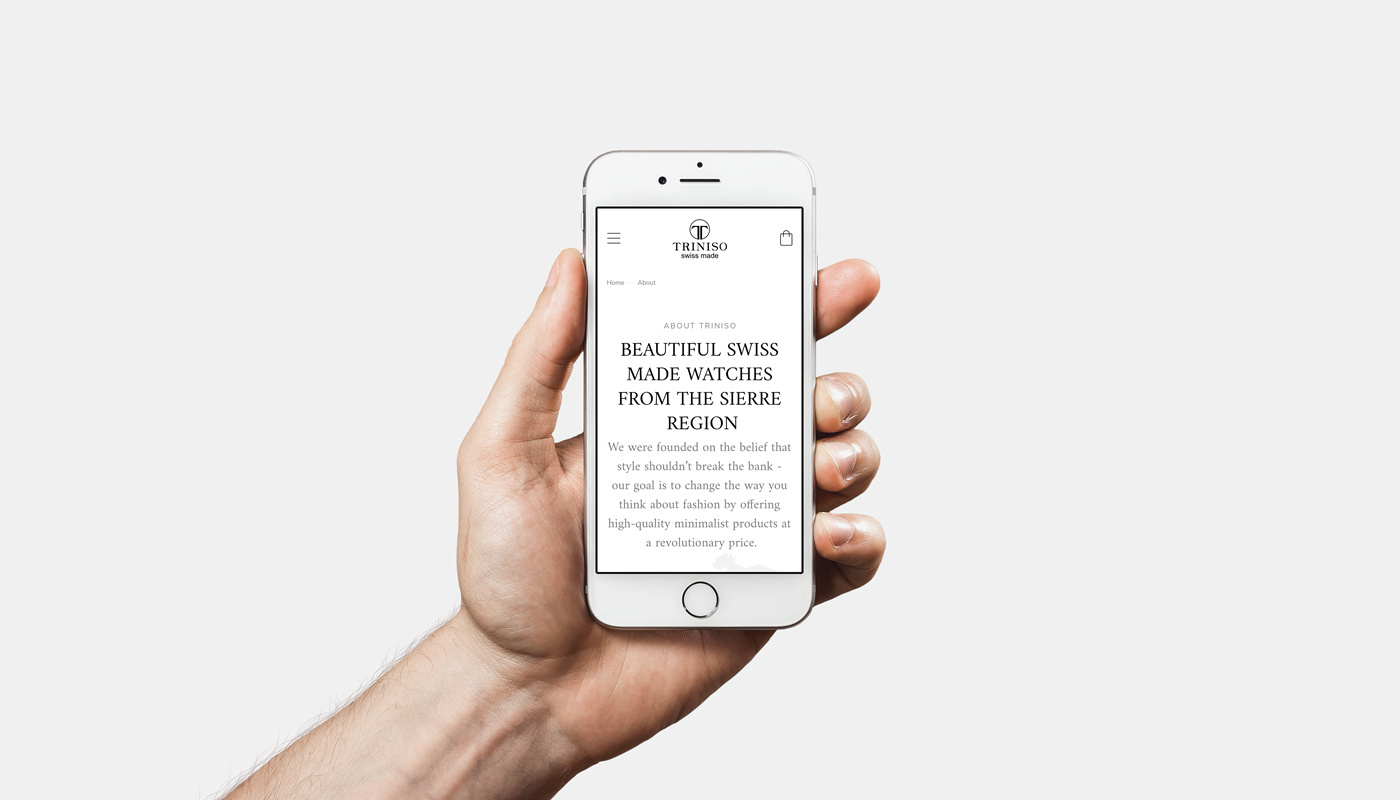 TRINISO
swiss made
Home
About
ABOUT TRINISO
BEAUTIFUL SWISS
MADE WATCHES
FROM THE SIERRE
REGION
We were founded on the belief that
style shouldn't break the bank -
our goal is to change the way you
think about fashion by offering
high-quality minimalist products at
a revolutionary price.